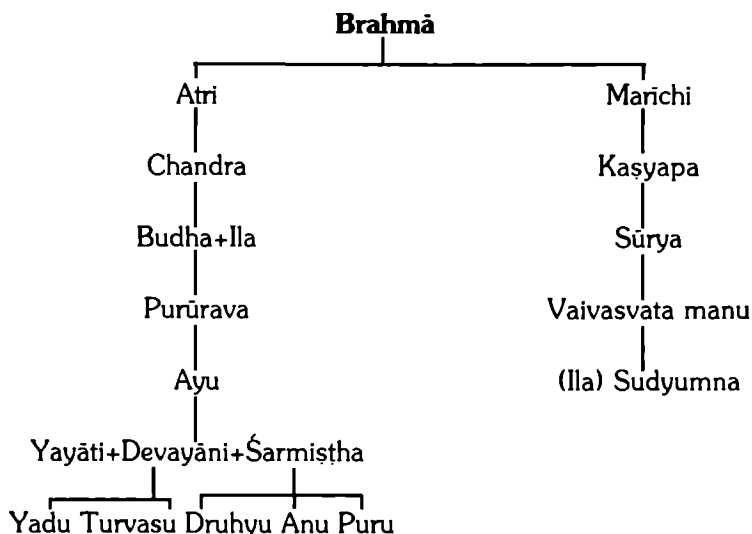 Brahmā
Atri Marīchi
Chandra Kaṣyapa
Budha+Ila Sūrya
Purūrava Vaivasvata manu
Ayu (Ila) Sudyumna
Yayāti+Devayāni+Śarmiṣṭha
Yadu Turvasu Druhyu Anu Puru